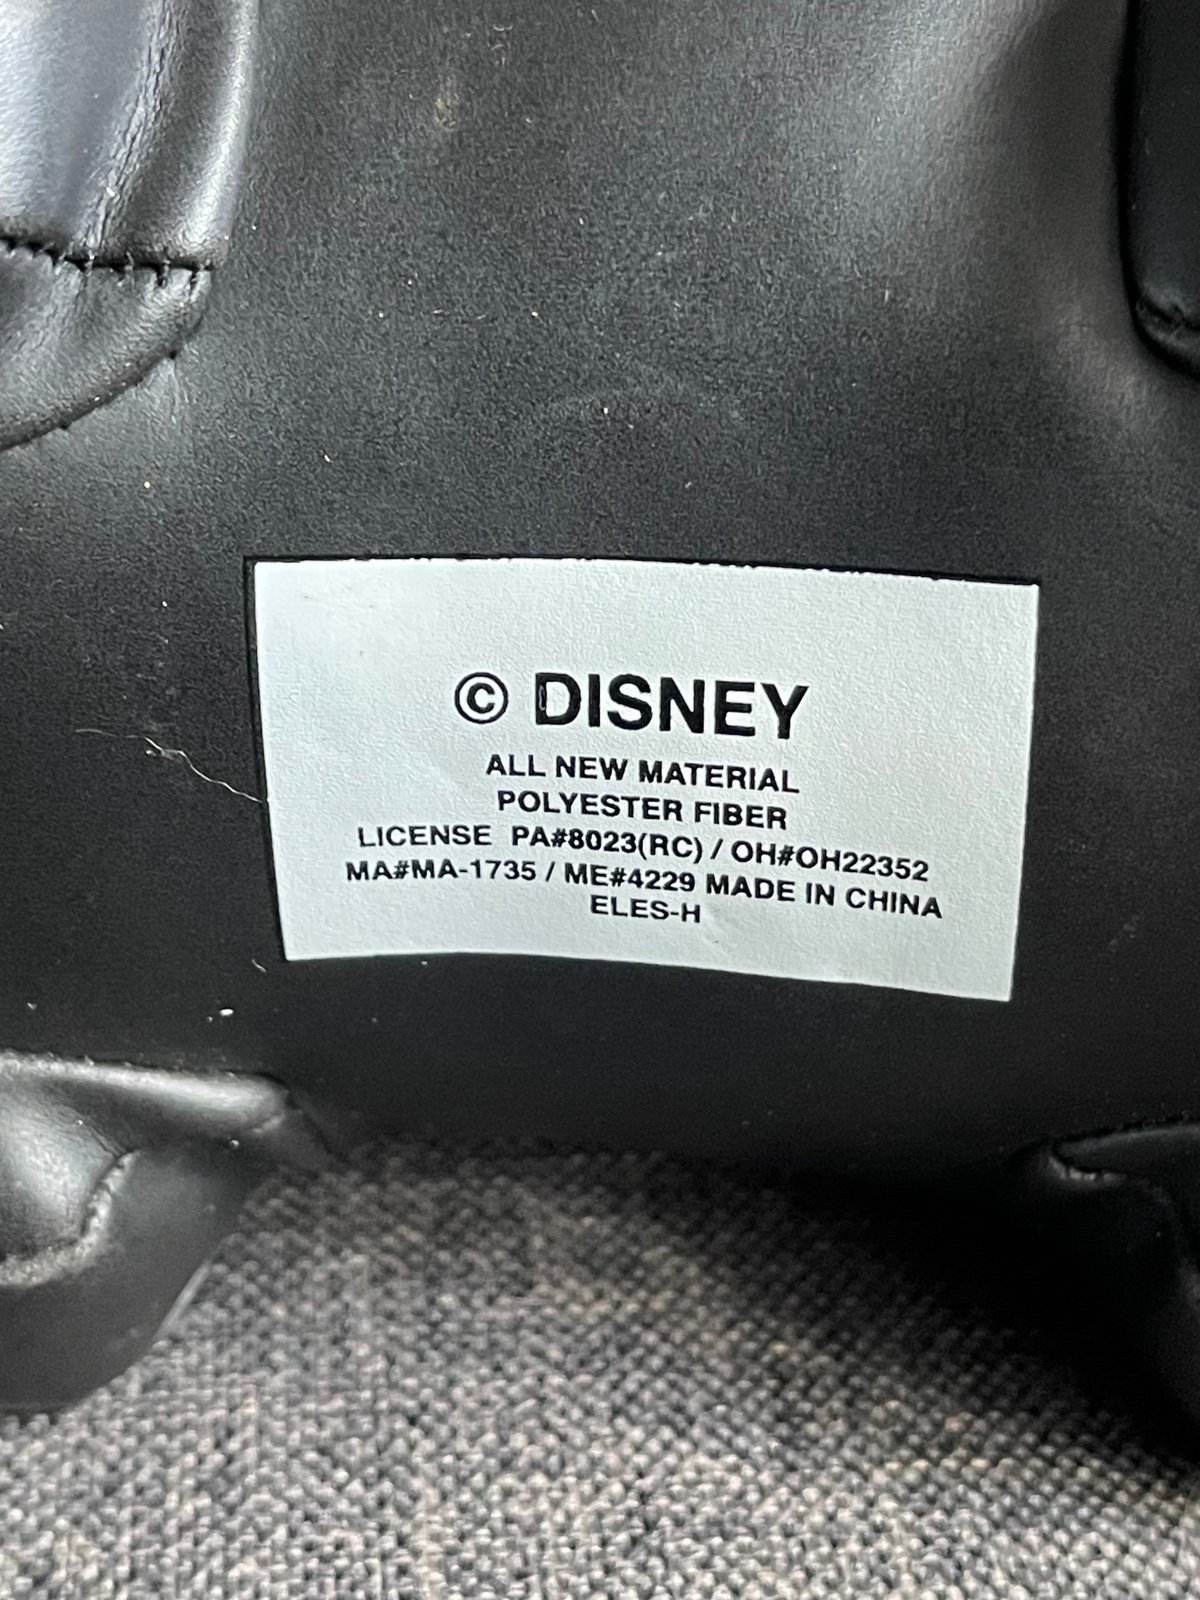 © DISNEY
ALL NEW MATERIAL
POLYESTER FIBER
LICENSE PA#8023(RC) / OH#OH22352
MA#MA-1735 / ME#4229 MADE IN CHINA
ELES-H